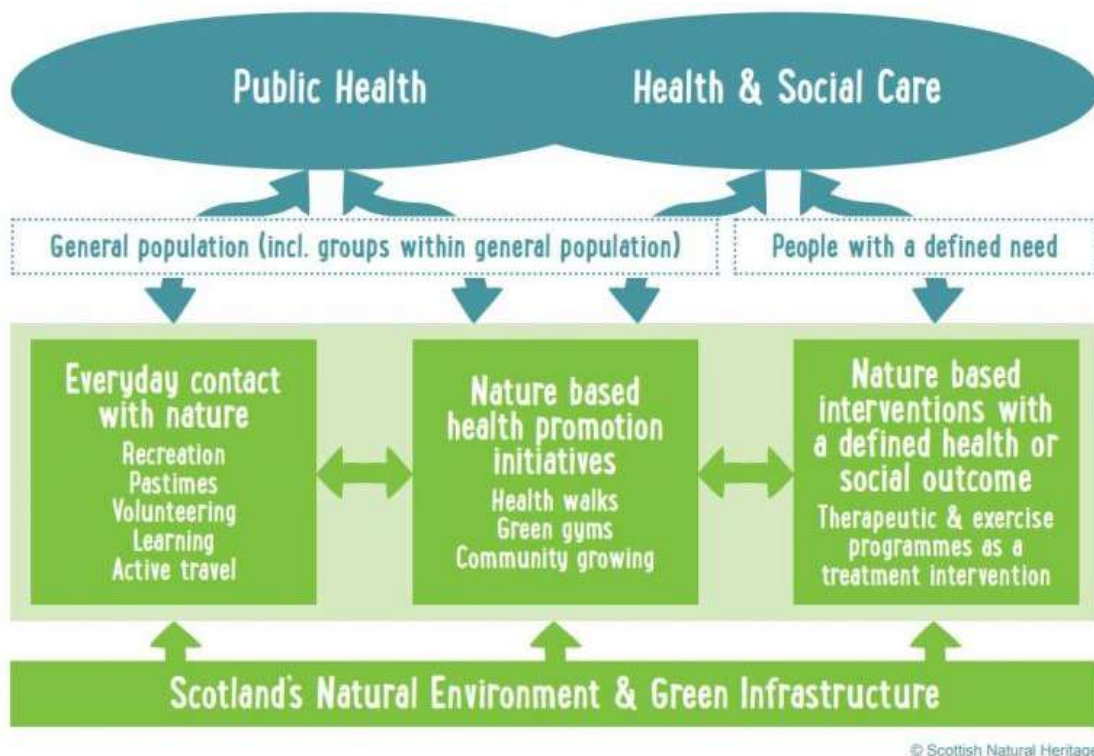 Public Health
Health & Social Care
General population (incl. groups within general population)
People with a defined need
Everyday contact
with nature
Recreation
Pastimes
Volunteering
Learning
Active travel
Nature based
health promotion
initiatives
Health walks
Green gyms
Community growing
Nature based
interventions with
a defined health or
social outcome
Therapeutic & exercise
programmes as a
treatment intervention
Scotland's Natural Environment & Green Infrastructure
© Scottish Natural Heritage